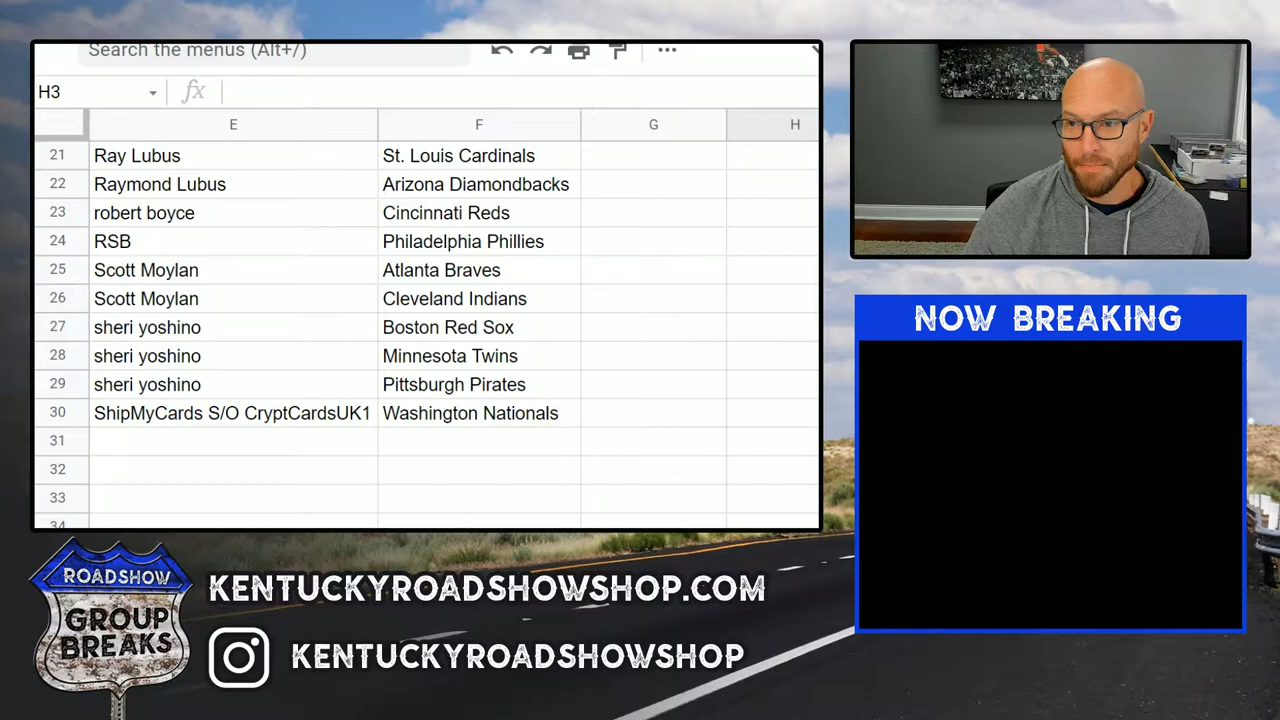 Search the menus (Alt+/)
H3 fx
E F G H
21 Ray Lubus St. Louis Cardinals
22 Raymond Lubus Arizona Diamondbacks
23 robert boyce Cincinnati Reds
24 RSB Philadelphia Phillies
25 Scott Moylan Atlanta Braves
26 Scott Moylan Cleveland Indians
27 sheri yoshino Boston Red Sox
28 sheri yoshino Minnesota Twins
29 sheri yoshino Pittsburgh Pirates
30 ShipMyCards S/O CryptCardsUK1 Washington Nationals
31
32
33
34
NOW BREAKING
ROADSHOW
GROUP
BREAKS
KENTUCKYROADSHOWSHOP.COM
KENTUCKYROADSHOWSHOP